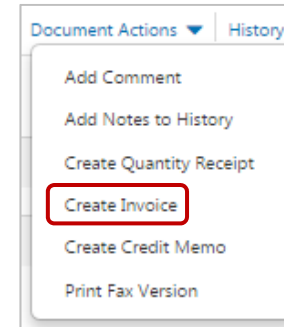 Document Actions ▼ History
Add Comment
Add Notes to History
Create Quantity Receipt
Create Invoice
Create Credit Memo
Print Fax Version